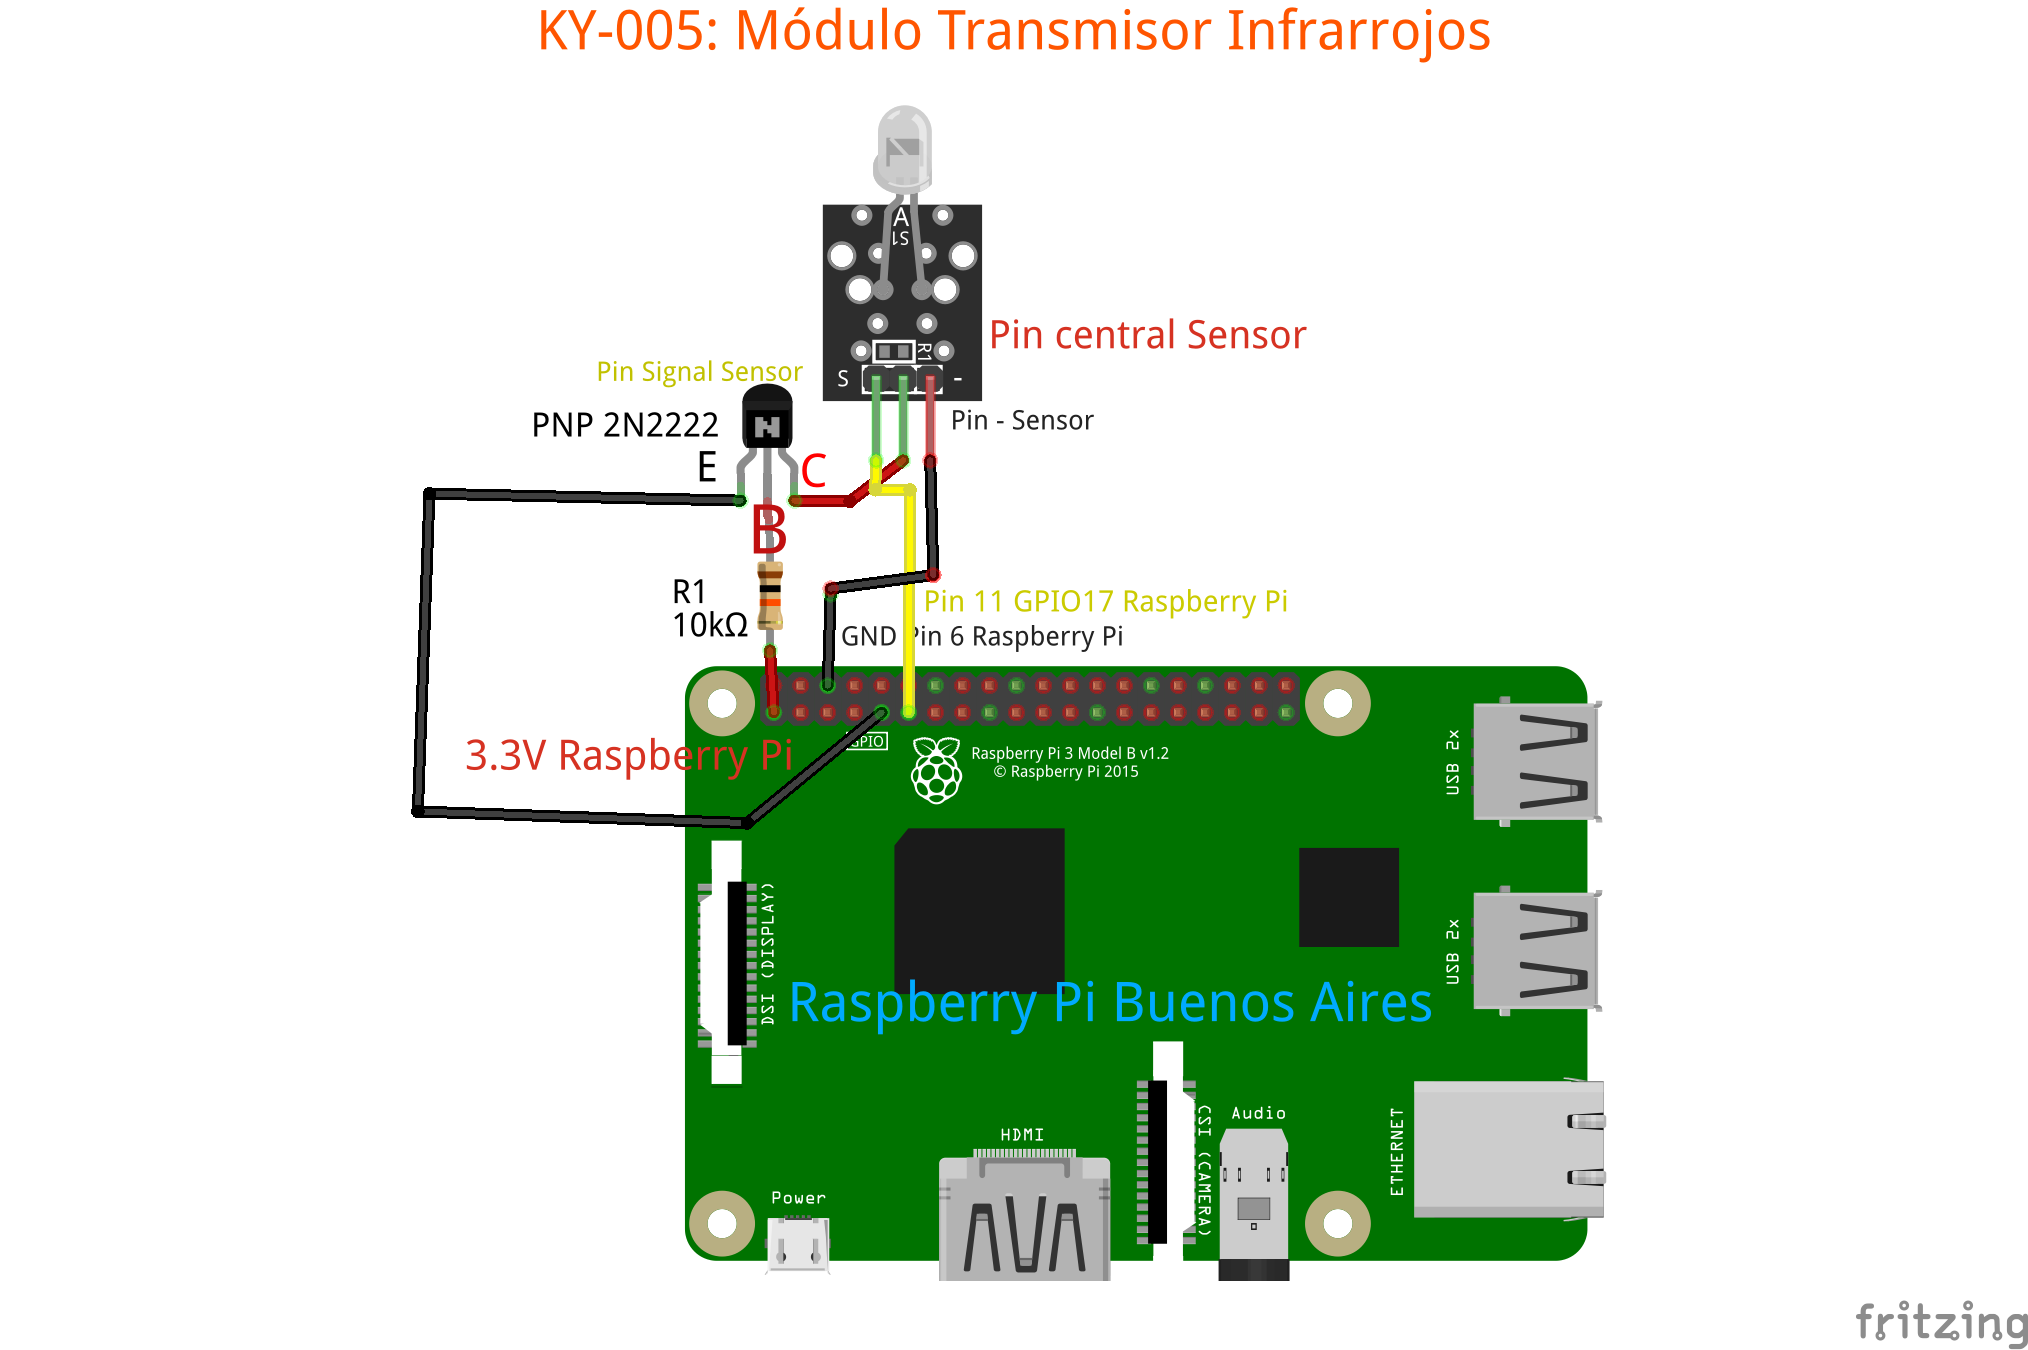 KY-005: Módulo Transmisor Infrarrojos
A
S1
Pin central Sensor
R1
S
-
Pin Signal Sensor
PNP 2N2222
Pin - Sensor
N
E
C
B
R1
10kΩ
Pin 11 GPIO17 Raspberry Pi
GND Pin 6 Raspberry Pi
3.3V Raspberry Pi
GPIO
Raspberry Pi 3 Model B v1.2
© Raspberry Pi 2015
USB 2x
USB 2x
DSI (DISPLAY)
Raspberry Pi Buenos Aires
CSI (CAMERA)
Audio
ETHERNET
HDMI
Power
fritzing